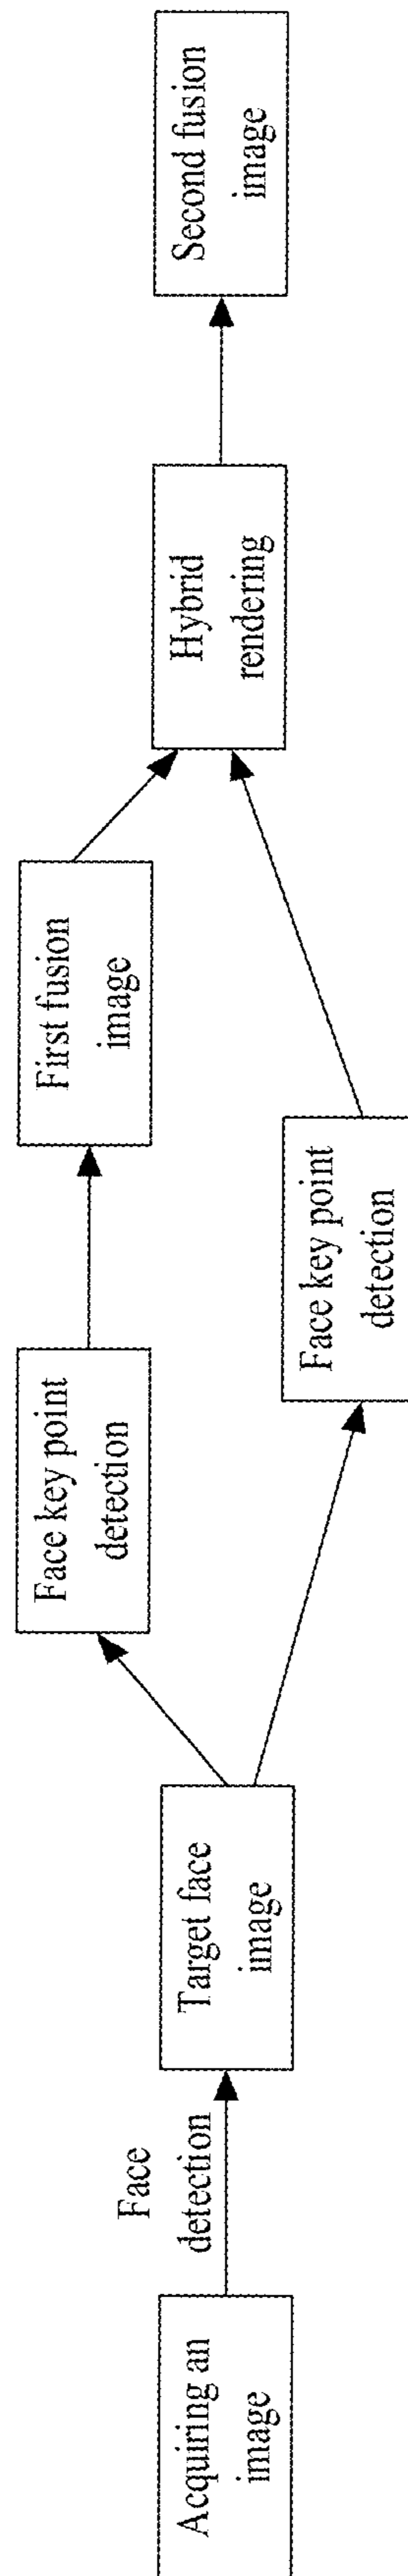 Acquiring an
image
Face
detection
Target face
image
Face key point
detection
First fusion
image
Face key point
detection
Hybrid
rendering
Second fusion
image